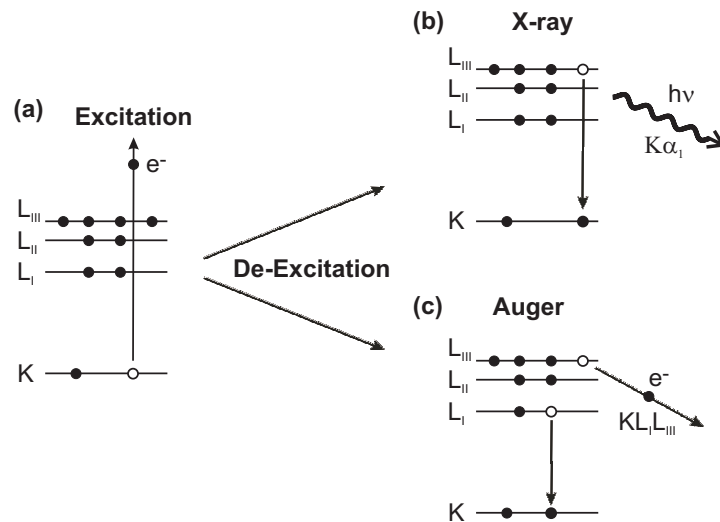 (a)
Excitation
e⁻
L_III
L_II
L_I
K
De-Excitation
(b)
X-ray
L_III
L_II
L_I
K
hν
Kα₁
(c)
Auger
L_III
L_II
L_I
K
e⁻
KL_IL_III